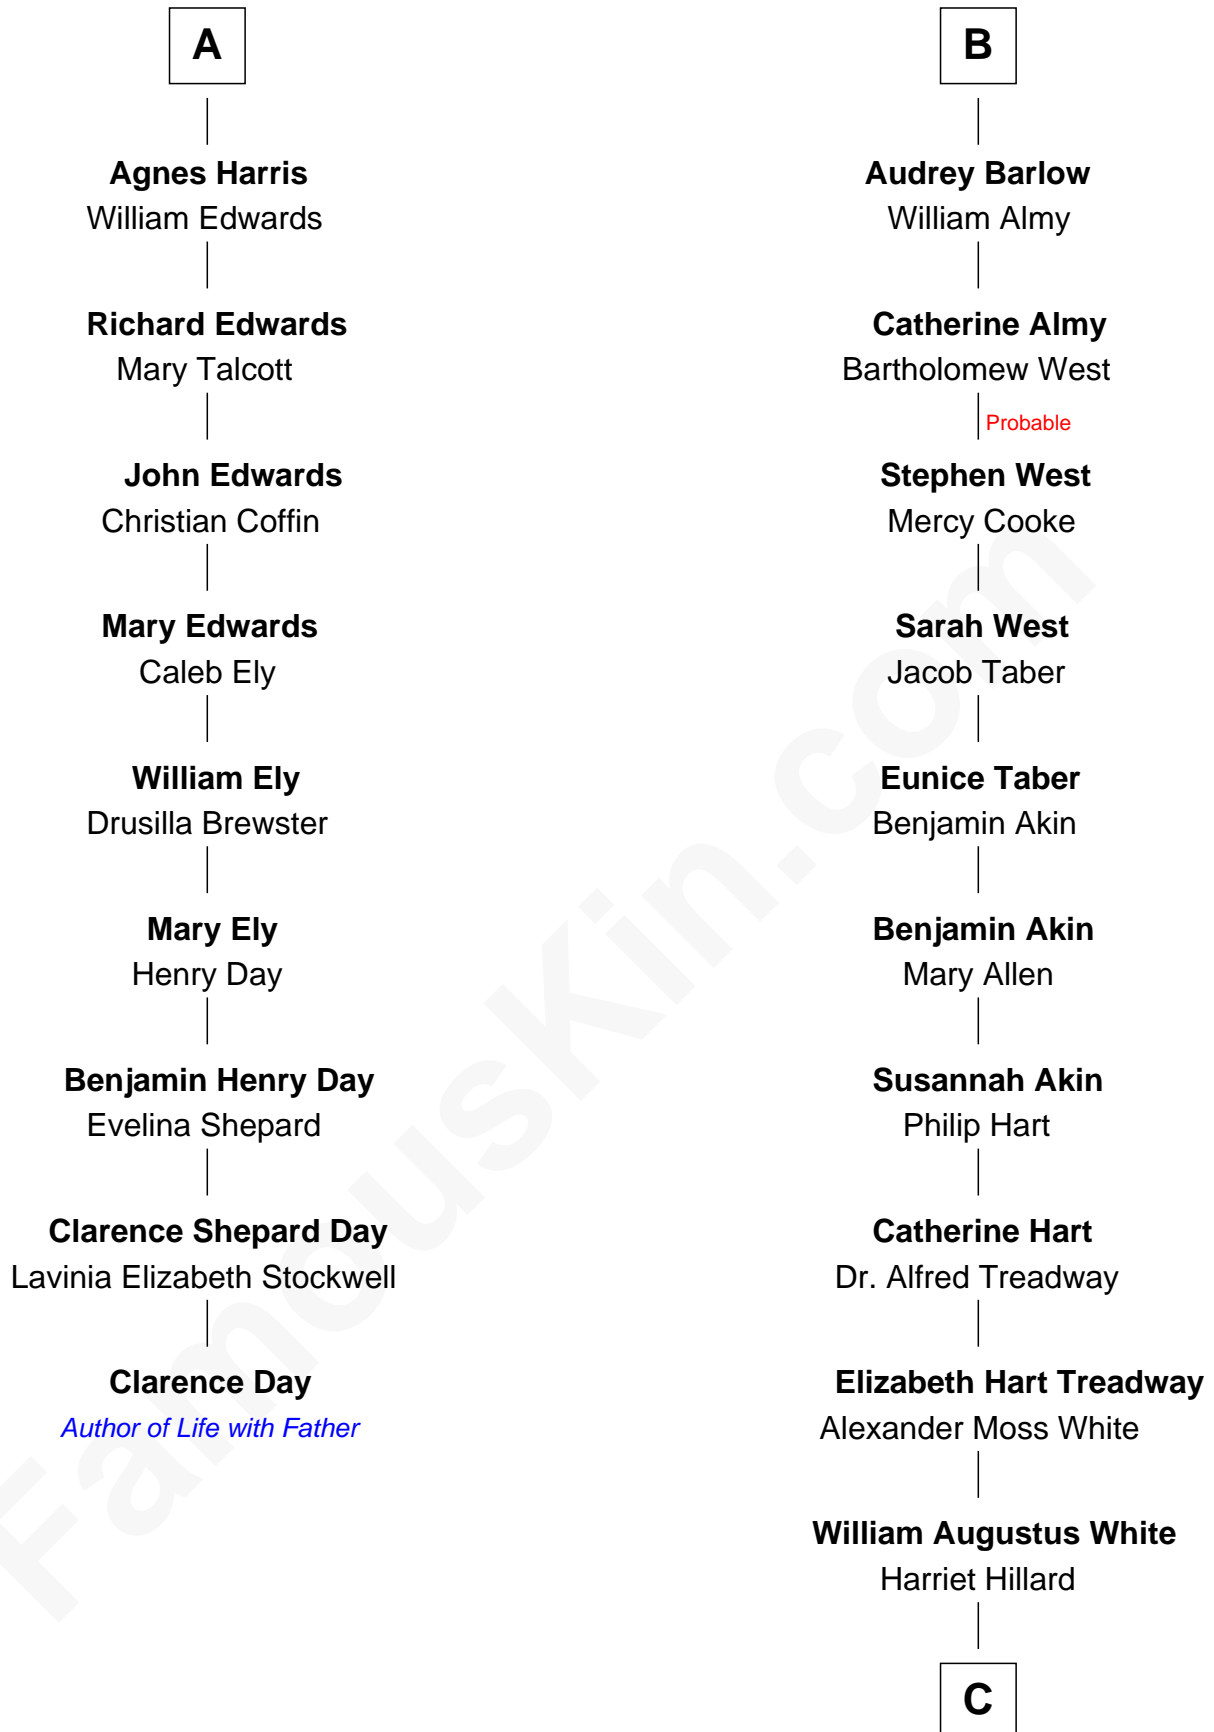 A
Agnes Harris
William Edwards
Richard Edwards
Mary Talcott
John Edwards
Christian Coffin
Mary Edwards
Caleb Ely
William Ely
Drusilla Brewster
Mary Ely
Henry Day
Benjamin Henry Day
Evelina Shepard
Clarence Shepard Day
Lavinia Elizabeth Stockwell
Clarence Day
Author of Life with Father
B
Audrey Barlow
William Almy
Catherine Almy
Bartholomew West
Probable
Stephen West
Mercy Cooke
Sarah West
Jacob Taber
Eunice Taber
Benjamin Akin
Benjamin Akin
Mary Allen
Susannah Akin
Philip Hart
Catherine Hart
Dr. Alfred Treadway
Elizabeth Hart Treadway
Alexander Moss White
William Augustus White
Harriet Hillard
C
FamousKin.com